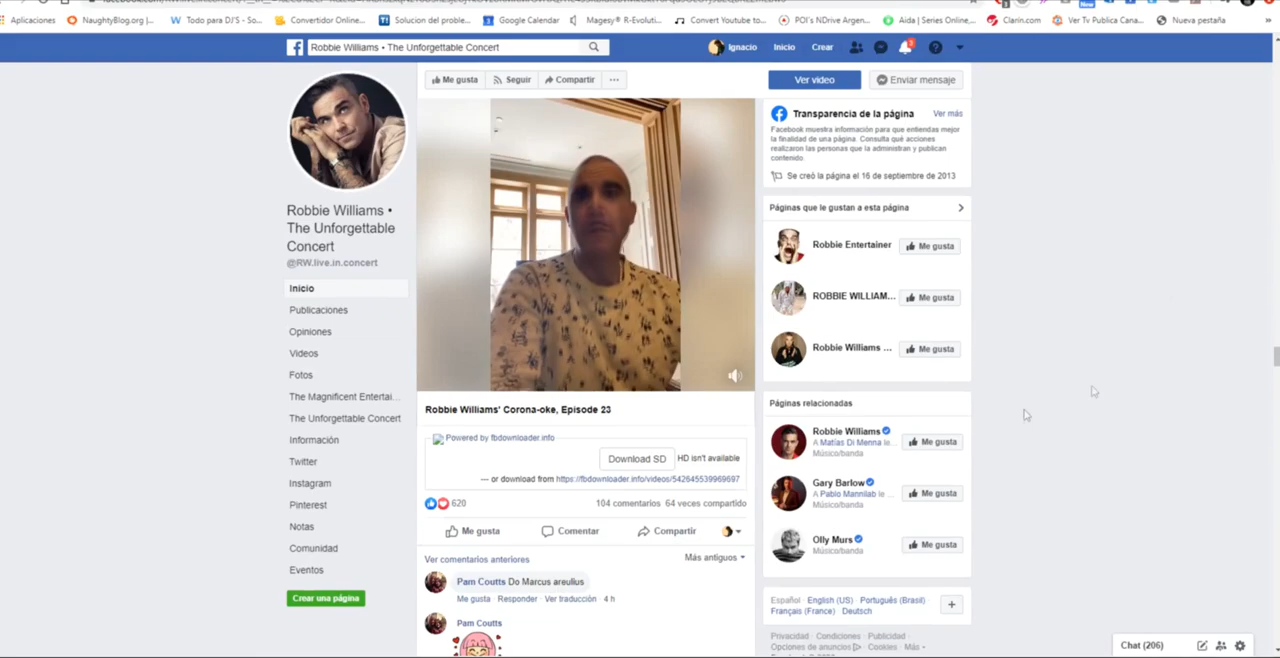 Aplicaciones
NaughtyBlog.org |...
Todo para DJ'S - So...
Convertidor Online...
Solucion del proble...
Google Calendar
Magesy® R-Evoluti...
Convert Youtube to...
POI's NDrive Argen...
Aida | Series Online,...
Clarín.com
Ver Tv Publica Cana...
Nueva pestaña
»
Robbie Williams • The Unforgettable Concert
Ignacio
Inicio
Crear
Robbie Williams •
The Unforgettable
Concert
@RW.live.in.concert
Inicio
Publicaciones
Opiniones
Videos
Fotos
The Magnificent Entertai...
The Unforgettable Concert
Información
Twitter
Instagram
Pinterest
Notas
Comunidad
Eventos
Crear una página
Me gusta
Seguir
Compartir
...
Ver video
Enviar mensaje
Robbie Williams' Corona-oke, Episode 23
Powered by fbdownloader.info
Download SD HD isn't available
--- or download from https://fbdownloader.info/videos/542645539969697
620
104 comentarios 64 veces compartido
Me gusta
Comentar
Compartir
Ver comentarios anteriores
Más antiguos
Pam Coutts Do Marcus areulius
Me gusta · Responder · Ver traducción · 4 h
Pam Coutts
Transparencia de la página
Ver más
Facebook muestra información para que entiendas mejor
la finalidad de una página. Consulta qué acciones
realizaron las personas que la administran y publican
contenido.
Se creó la página el 16 de septiembre de 2013
Páginas que le gustan a esta página
Robbie Entertainer
Me gusta
ROBBIE WILLIAM...
Me gusta
Robbie Williams ...
Me gusta
Páginas relacionadas
Robbie Williams
A Matías Di Menna le...
Música/banda
Me gusta
Gary Barlow
A Pablo Mannilab le ...
Música/banda
Me gusta
Olly Murs
Música/banda
Me gusta
Español · English (US) · Português (Brasil) ·
Français (France) · Deutsch
Privacidad · Condiciones · Publicidad ·
Opciones de anuncios · Cookies · Más
Chat (206)